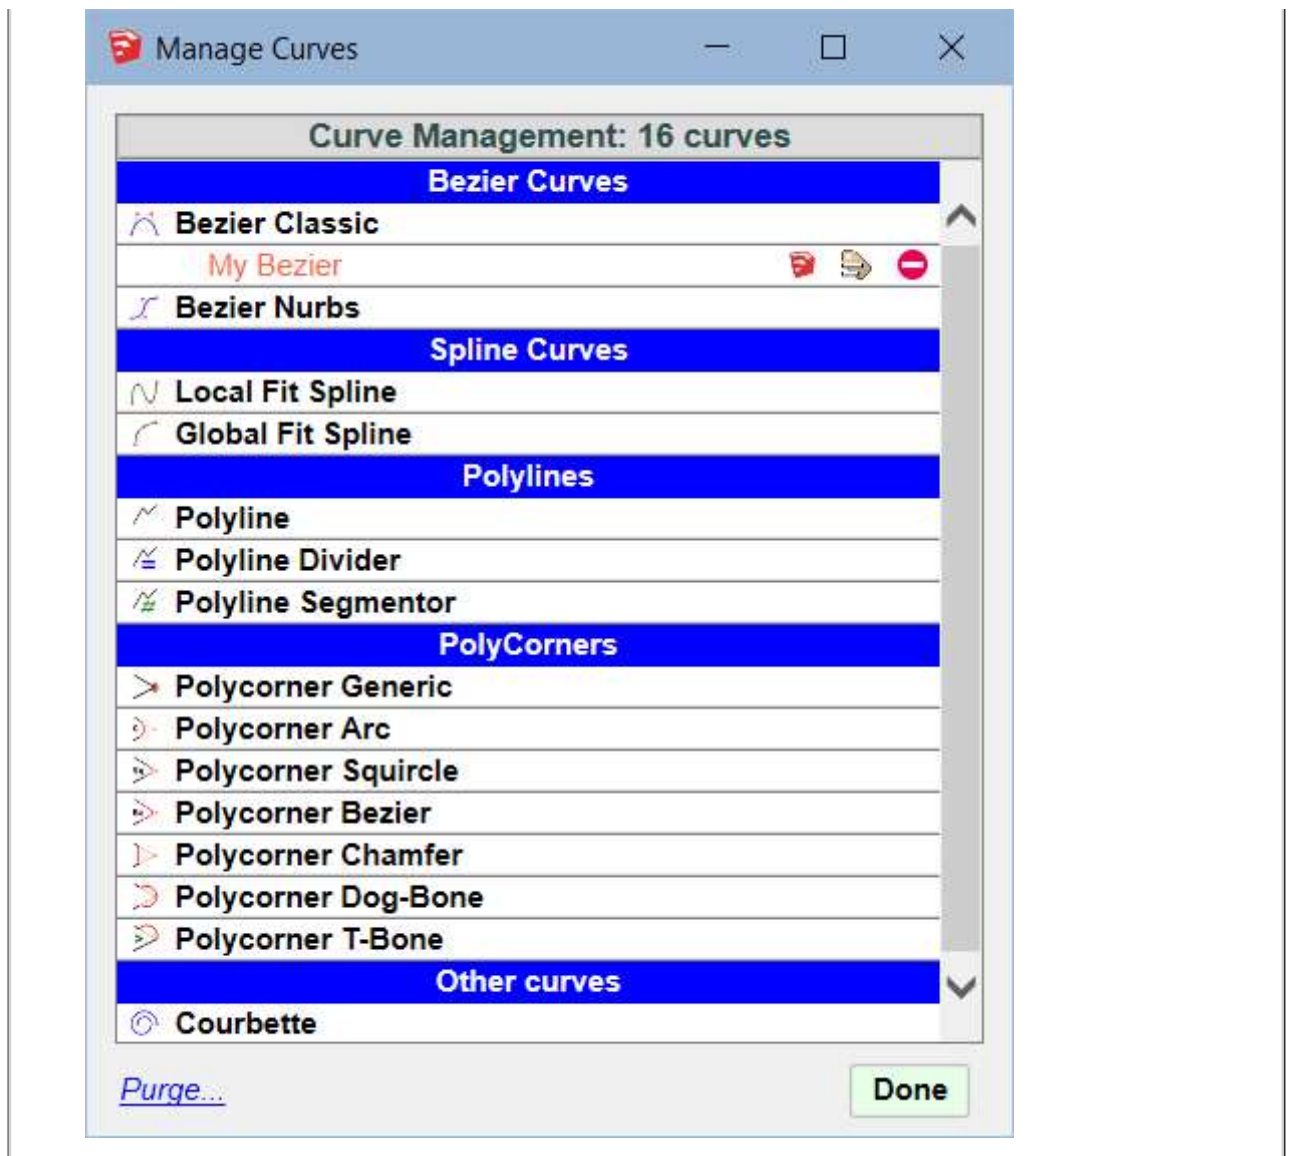 Manage Curves
Curve Management: 16 curves
Bezier Curves
Bezier Classic
My Bezier
Bezier Nurbs
Spline Curves
Local Fit Spline
Global Fit Spline
Polylines
Polyline
Polyline Divider
Polyline Segmentor
PolyCorners
Polycorner Generic
Polycorner Arc
Polycorner Squircle
Polycorner Bezier
Polycorner Chamfer
Polycorner Dog-Bone
Polycorner T-Bone
Other curves
Courbette
Purge...
Done